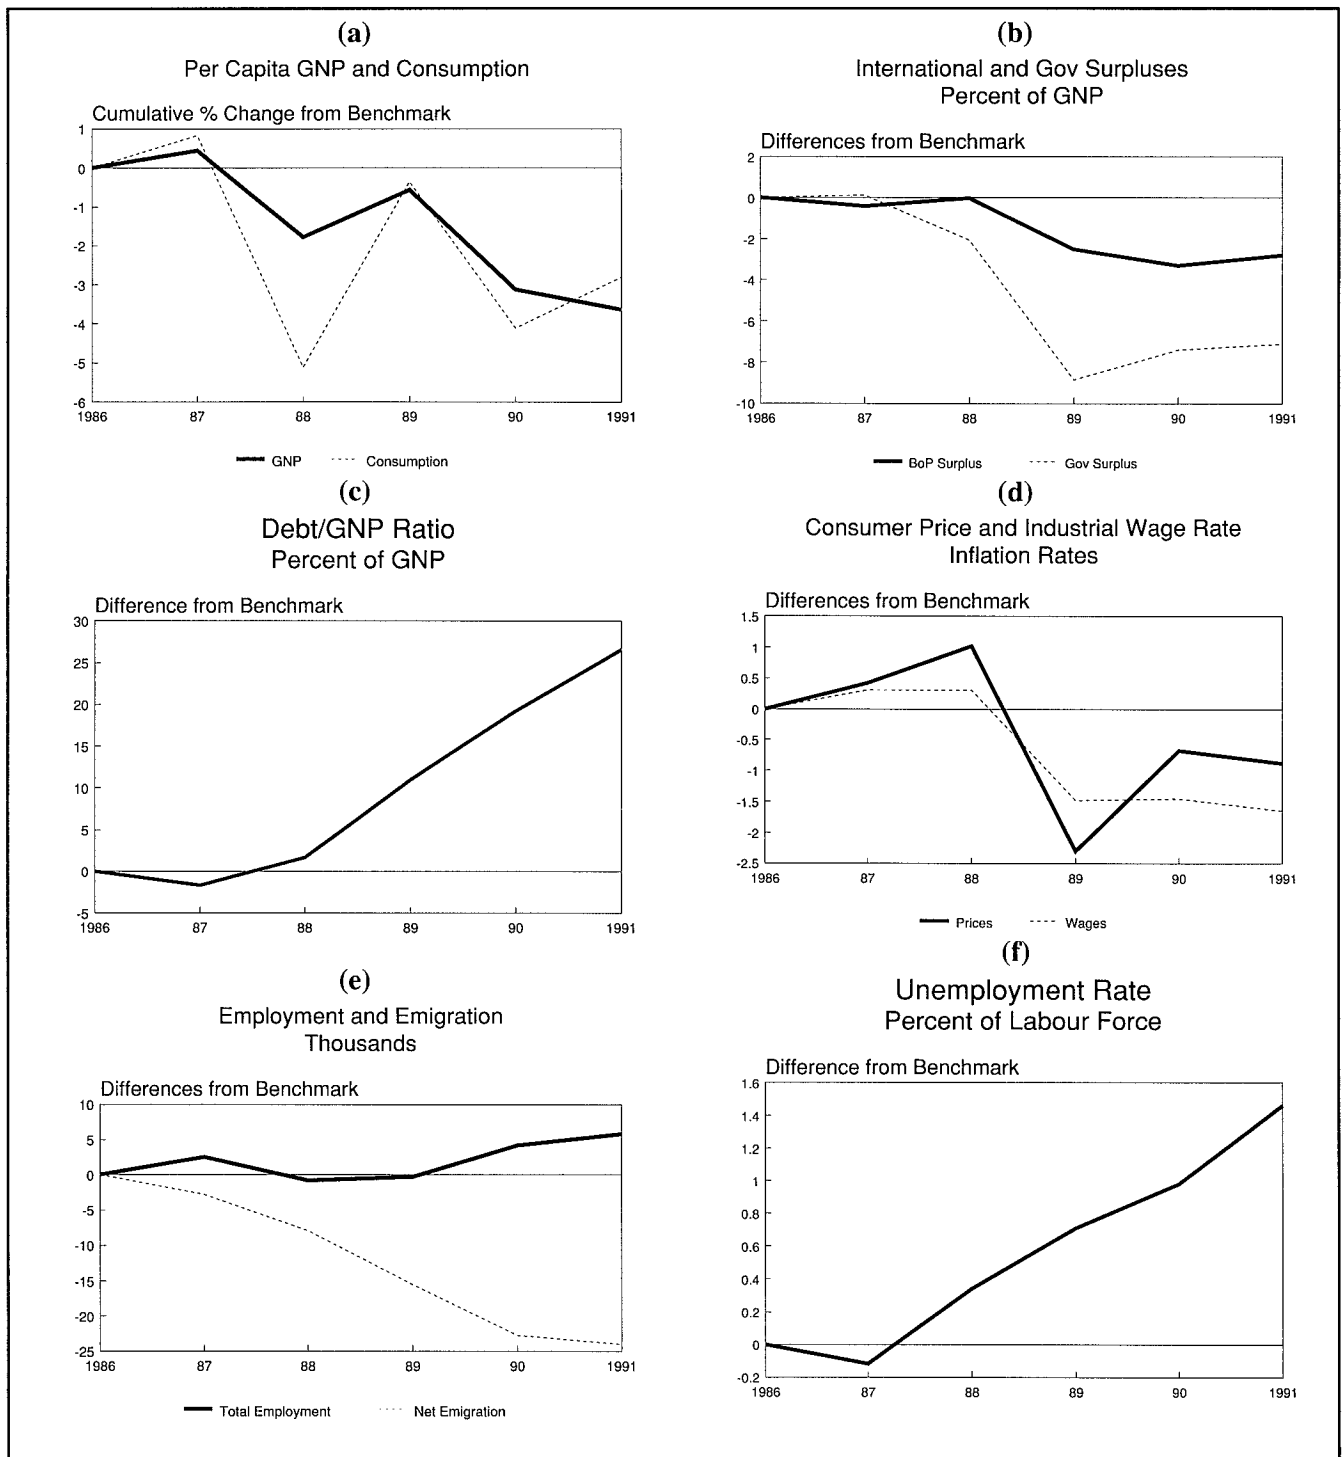 (a)
Per Capita GNP and Consumption
Cumulative % Change from Benchmark
1
0
-1
-2
-3
-4
-5
-6
1986 87 88 89 90 1991
GNP Consumption
(b)
International and Gov Surpluses
Percent of GNP
Differences from Benchmark
2
0
-2
-4
-6
-8
-10
1986 87 88 89 90 1991
BoP Surplus Gov Surplus
(c)
Debt/GNP Ratio
Percent of GNP
Difference from Benchmark
30
25
20
15
10
5
0
-5
1986 87 88 89 90 1991
(d)
Consumer Price and Industrial Wage Rate
Inflation Rates
Differences from Benchmark
1.5
1
0.5
0
-0.5
-1
-1.5
-2
-2.5
1986 87 88 89 90 1991
Prices Wages
(e)
Employment and Emigration
Thousands
Differences from Benchmark
10
5
0
-5
-10
-15
-20
-25
1986 87 88 89 90 1991
Total Employment Net Emigration
(f)
Unemployment Rate
Percent of Labour Force
Difference from Benchmark
1.6
1.4
1.2
1
0.8
0.6
0.4
0.2
0
-0.2
1986 87 88 89 90 1991